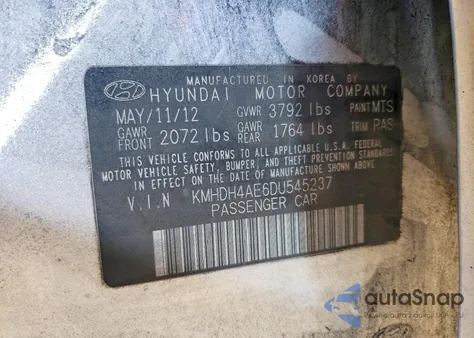 MANUFACTURED IN KOREA BY
HYUNDAI MOTOR COMPANY
MAY/11/12 GVWR 3792 lbs PAINT MTS
GAWR FRONT 2072 lbs GAWR REAR 1764 lbs TRIM RAS
THIS VEHICLE CONFORMS TO ALL APPLICABLE U.S.A. FEDERAL
MOTOR VEHICLE SAFETY, BUMPER, AND THEFT PREVENTION
STANDARDS IN EFFECT ON THE DATE OF MANUFACTURE SHOWN ABOVE.
V.I.N KMHDH4AE6DU545237
PASSENGER CAR
autoSnap